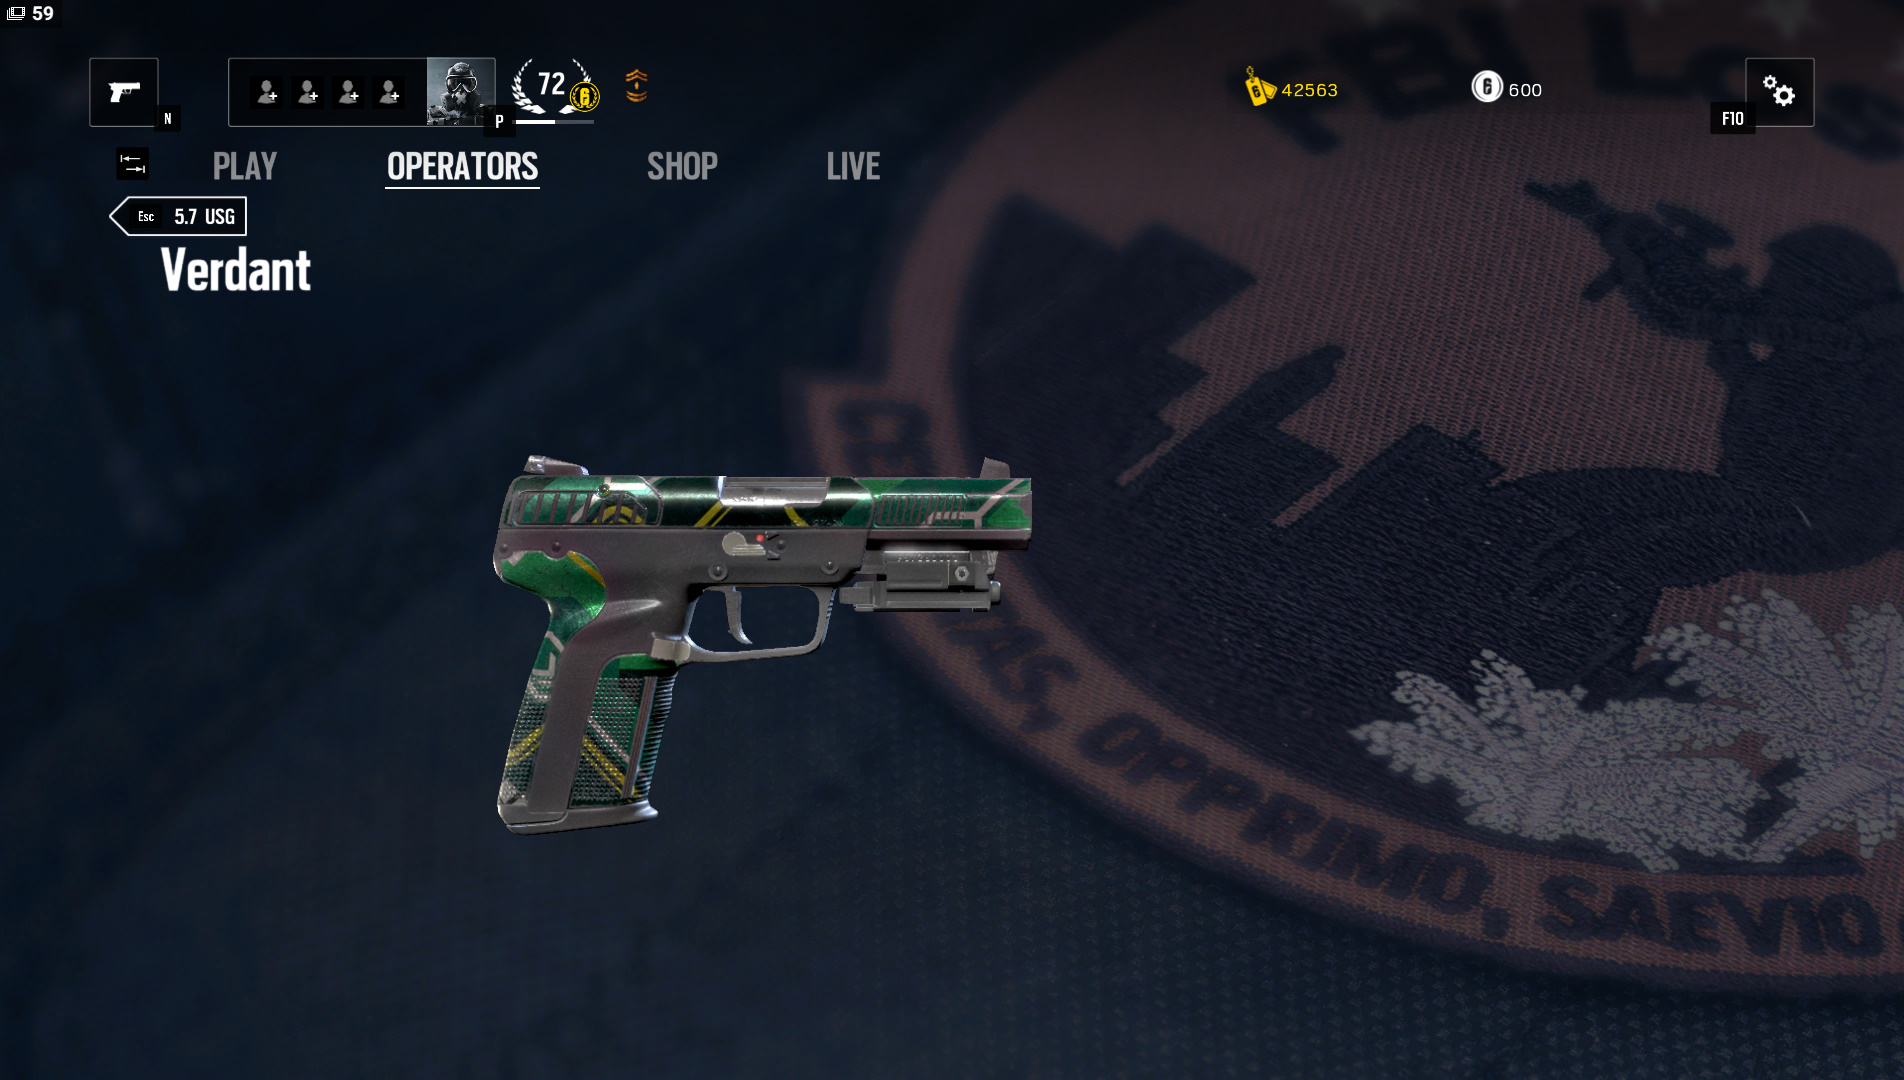 59
N
P
72
42563
600
F10
PLAY
OPERATORS
SHOP
LIVE
Esc 5.7 USG
Verdant
OPPRIMO, SAEVIO